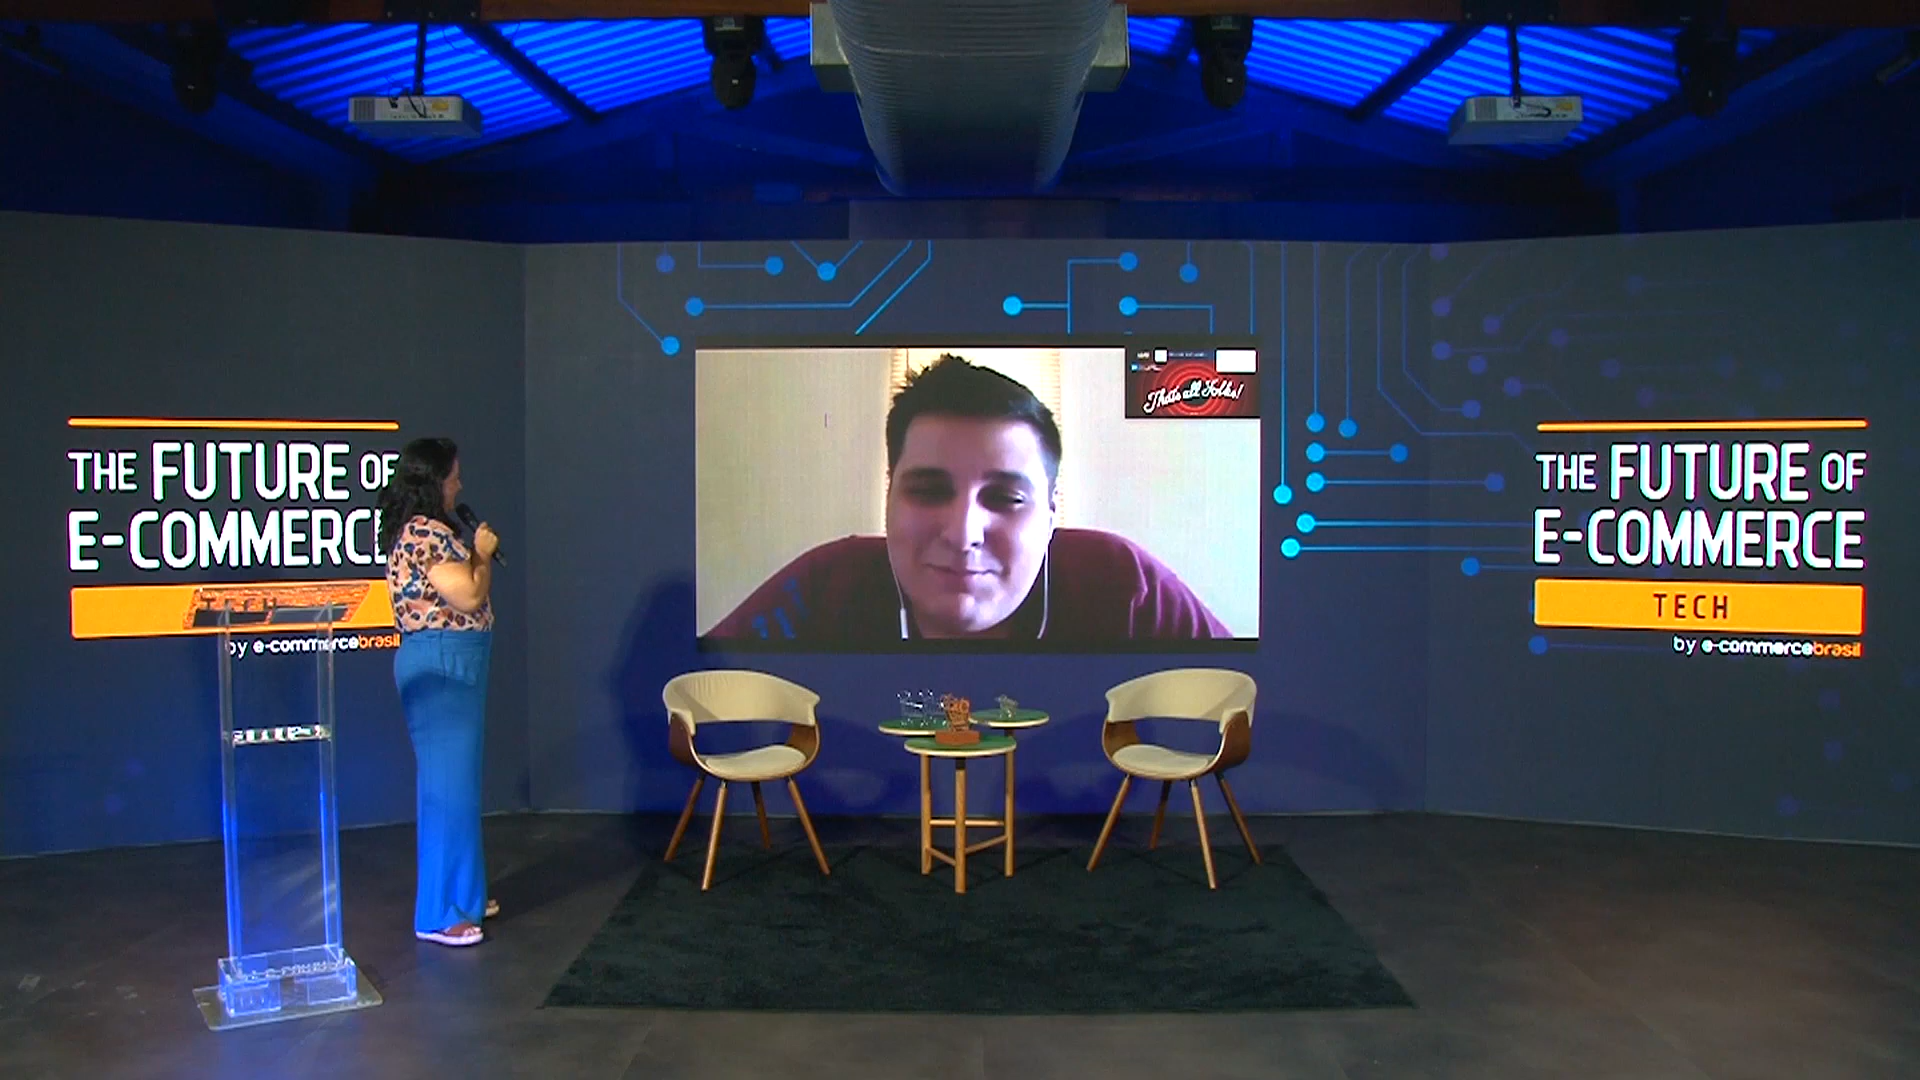 THE FUTURE OF
E-COMMERCE
by e-commercebrasil
That's all Folks!
THE FUTURE OF
E-COMMERCE
TECH
by e-commercebrasil